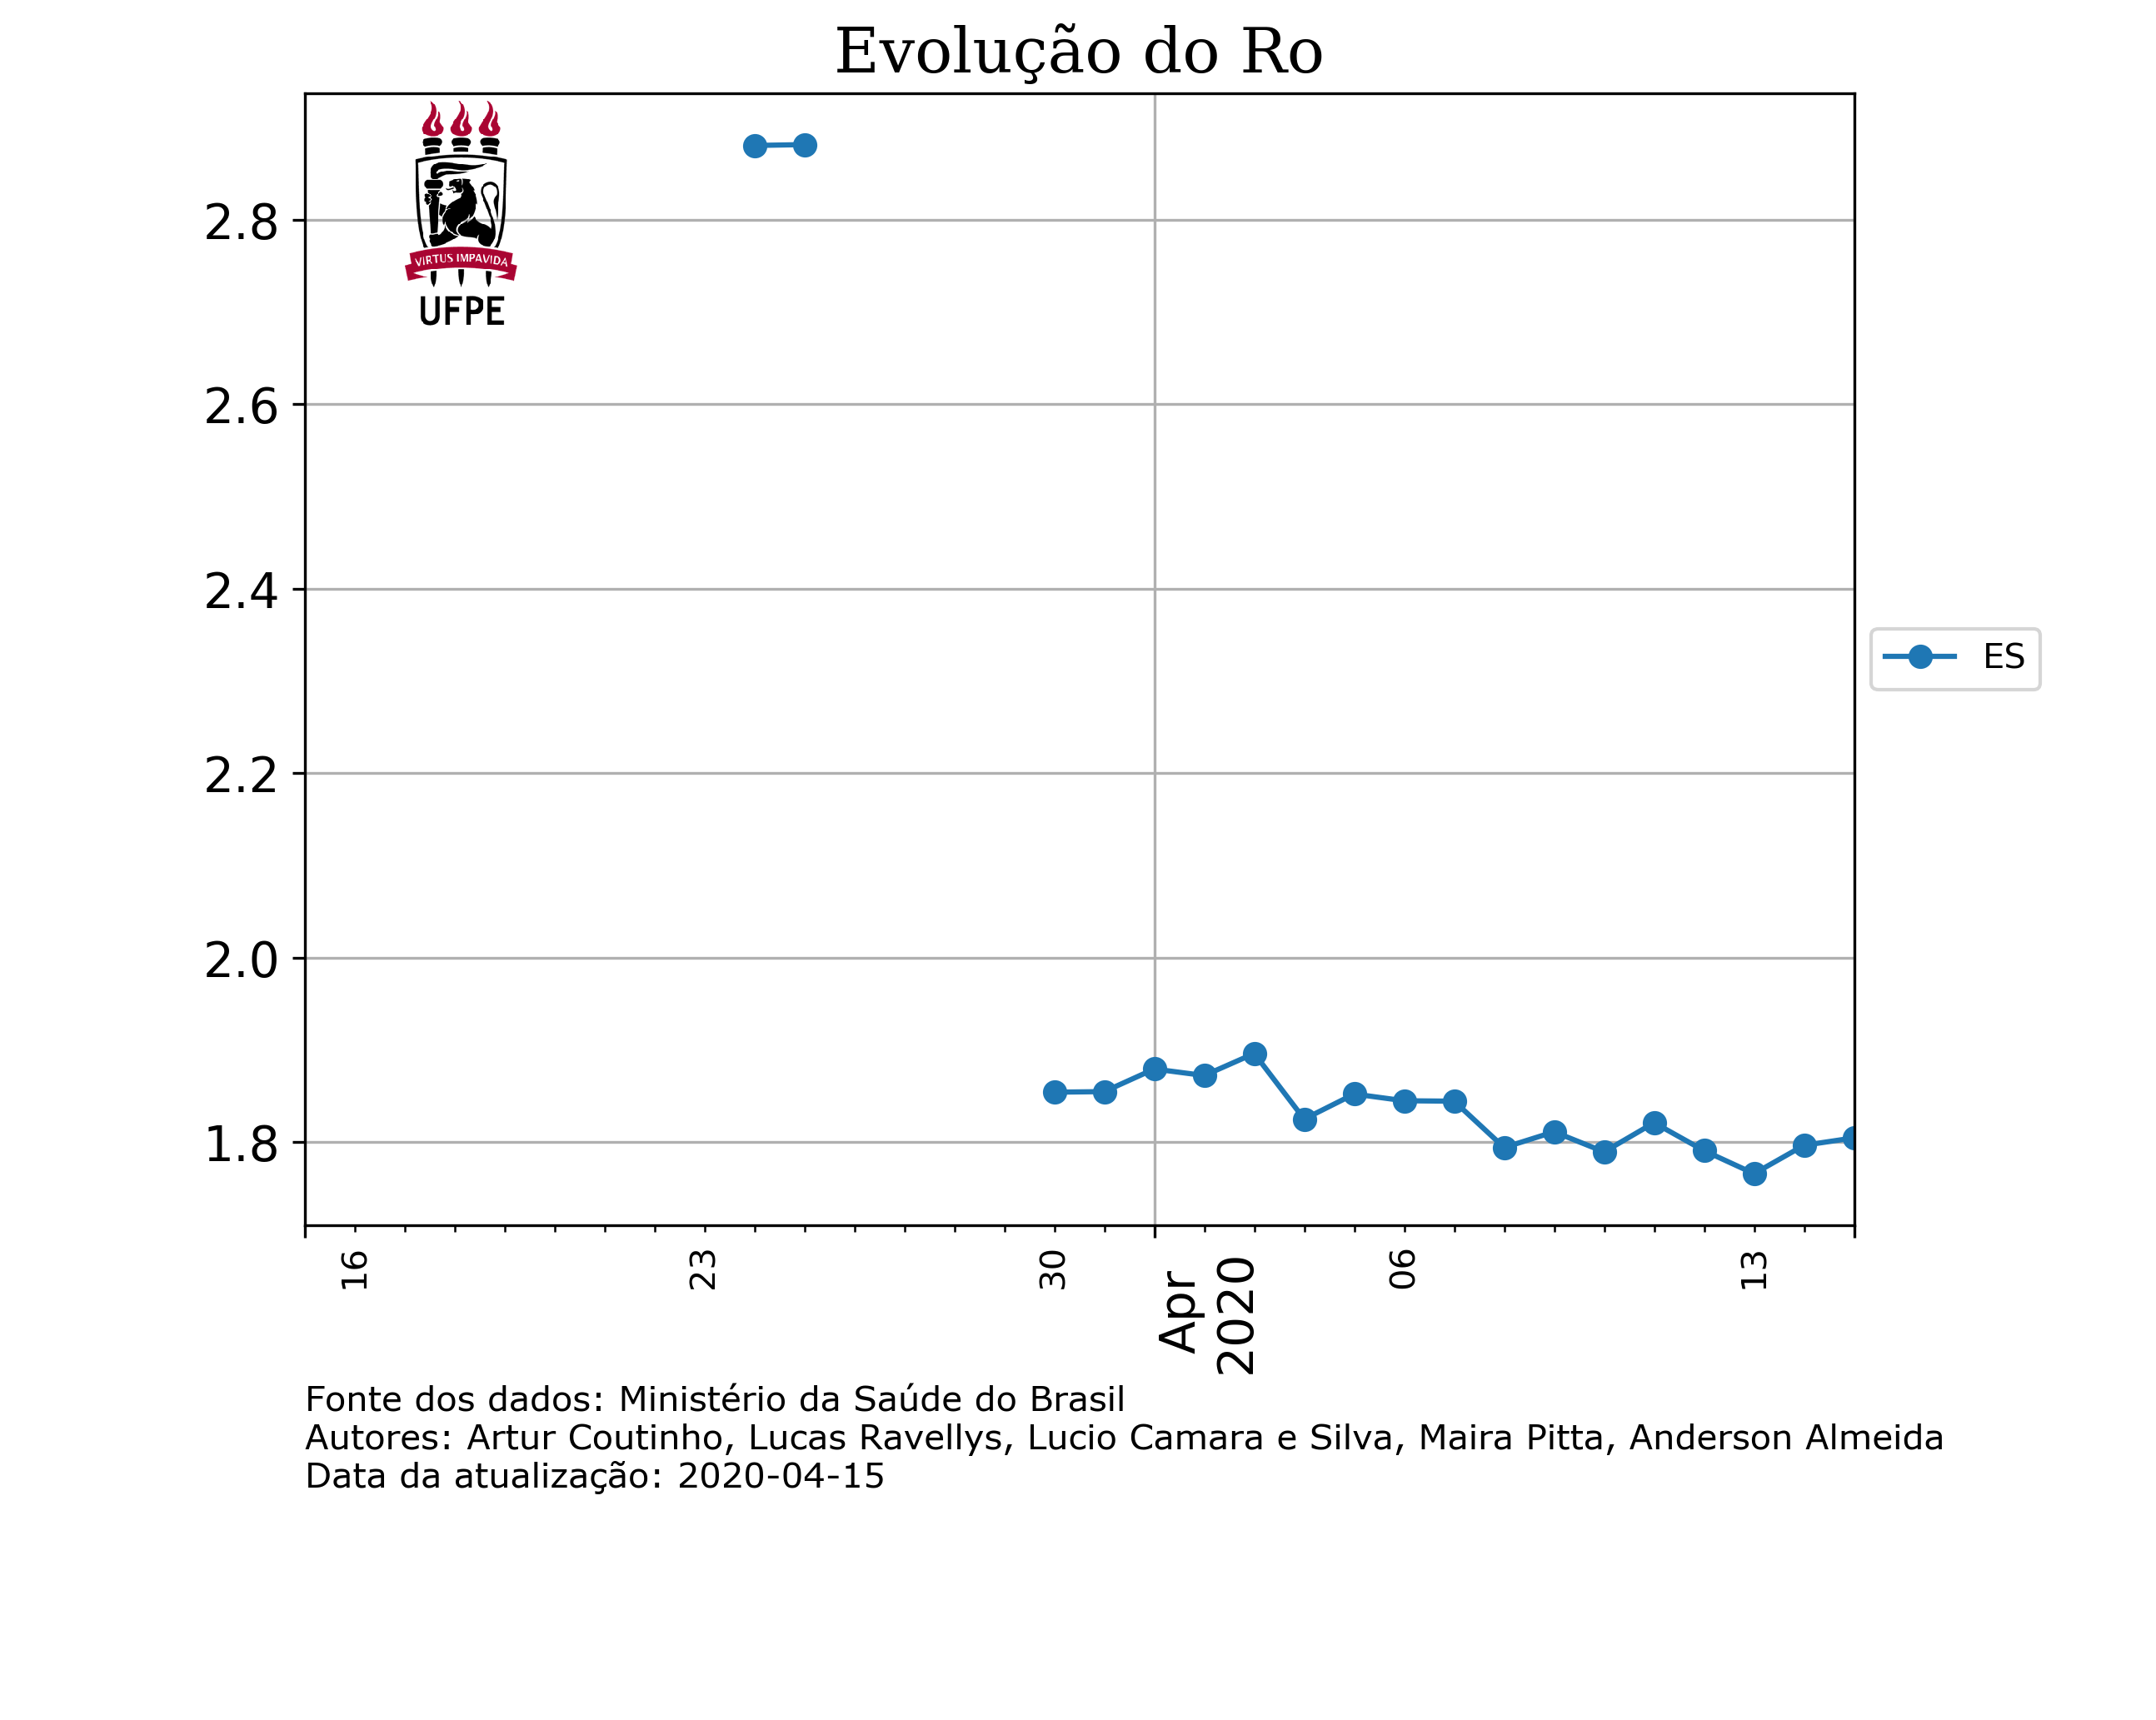 Evolução do Ro
VIRTUS IMPAVIDA
UFPE
2.8
2.6
2.4
2.2
2.0
1.8
ES
16
23
30
Apr
2020
06
13
Fonte dos dados: Ministério da Saúde do Brasil
Autores: Artur Coutinho, Lucas Ravellys, Lucio Camara e Silva, Maira Pitta, Anderson Almeida
Data da atualização: 2020-04-15